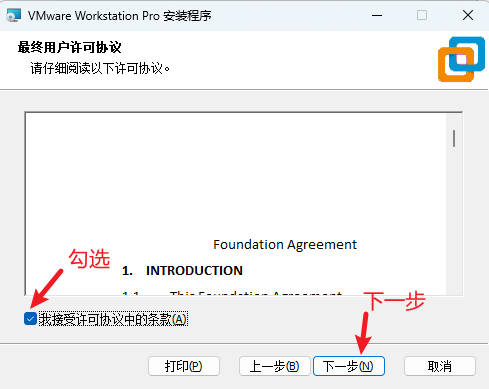 VMware Workstation Pro 安装程序
最终用户许可协议
请仔细阅读以下许可协议。
Foundation Agreement
1. INTRODUCTION
1.1 This Foundation Agreement
勾选
下一步
我接受许可协议中的条款(A)
打印(P) 上一步(B) 下一步(N) 取消